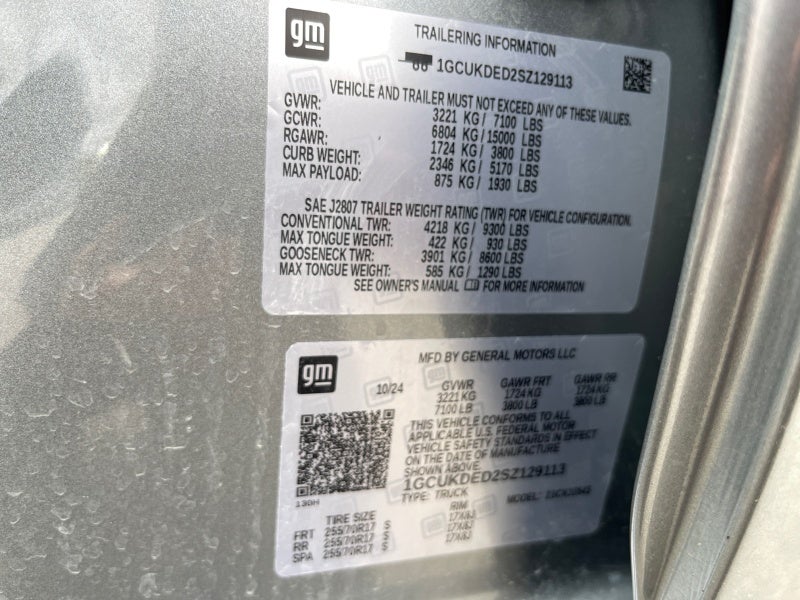 gm
TRAILERING INFORMATION
1GCUKDED2SZ129113
VEHICLE AND TRAILER MUST NOT EXCEED ANY OF THESE VALUES.
GVWR: 3221 KG / 7100 LBS
GCWR: 6804 KG / 15000 LBS
RGAWR: 1724 KG / 3800 LBS
CURB WEIGHT: 2346 KG / 5170 LBS
MAX PAYLOAD: 875 KG / 1930 LBS
SAE J2807 TRAILER WEIGHT RATING (TWR) FOR VEHICLE CONFIGURATION.
CONVENTIONAL TWR: 4218 KG / 9300 LBS
MAX TONGUE WEIGHT: 422 KG / 930 LBS
GOOSENECK TWR: 3901 KG / 8600 LBS
MAX TONGUE WEIGHT: 585 KG / 1290 LBS
SEE OWNER'S MANUAL FOR MORE INFORMATION
gm
MFD BY GENERAL MOTORS LLC
10/24 GVWR GAWR FRT GAWR RR
3221 KG 1724 KG 1724 KG
7100 LB 3800 LB 3800 LB
THIS VEHICLE CONFORMS TO ALL
APPLICABLE U.S. FEDERAL MOTOR
VEHICLE SAFETY STANDARDS IN EFFECT
ON THE DATE OF MANUFACTURE
SHOWN ABOVE.
1GCUKDED2SZ129113
TYPE: TRUCK MODEL:
TIRE SIZE RIM
FRT 255/70R17 S 17X8J
RR 255/70R17 S 17X8J
SPA 255/70R17 S 17X8J